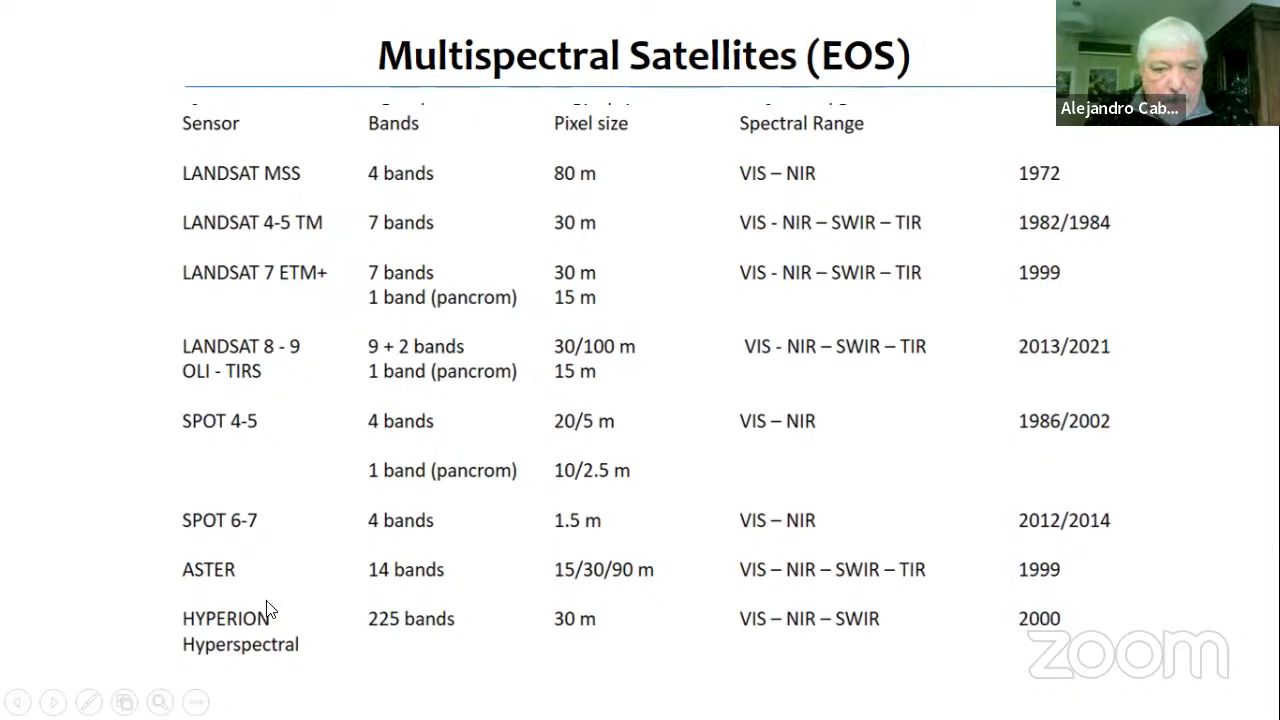 Multispectral Satellites (EOS)
Alejandro Cab...
Sensor Bands Pixel size Spectral Range
LANDSAT MSS 4 bands 80 m VIS – NIR 1972
LANDSAT 4-5 TM 7 bands 30 m VIS - NIR – SWIR – TIR 1982/1984
LANDSAT 7 ETM+ 7 bands 30 m VIS - NIR – SWIR – TIR 1999
1 band (pancrom) 15 m
LANDSAT 8 - 9 9 + 2 bands 30/100 m VIS - NIR – SWIR – TIR 2013/2021
OLI - TIRS 1 band (pancrom) 15 m
SPOT 4-5 4 bands 20/5 m VIS – NIR 1986/2002
1 band (pancrom) 10/2.5 m
SPOT 6-7 4 bands 1.5 m VIS – NIR 2012/2014
ASTER 14 bands 15/30/90 m VIS – NIR – SWIR – TIR 1999
HYPERION 225 bands 30 m VIS – NIR – SWIR 2000
Hyperspectral
zoom